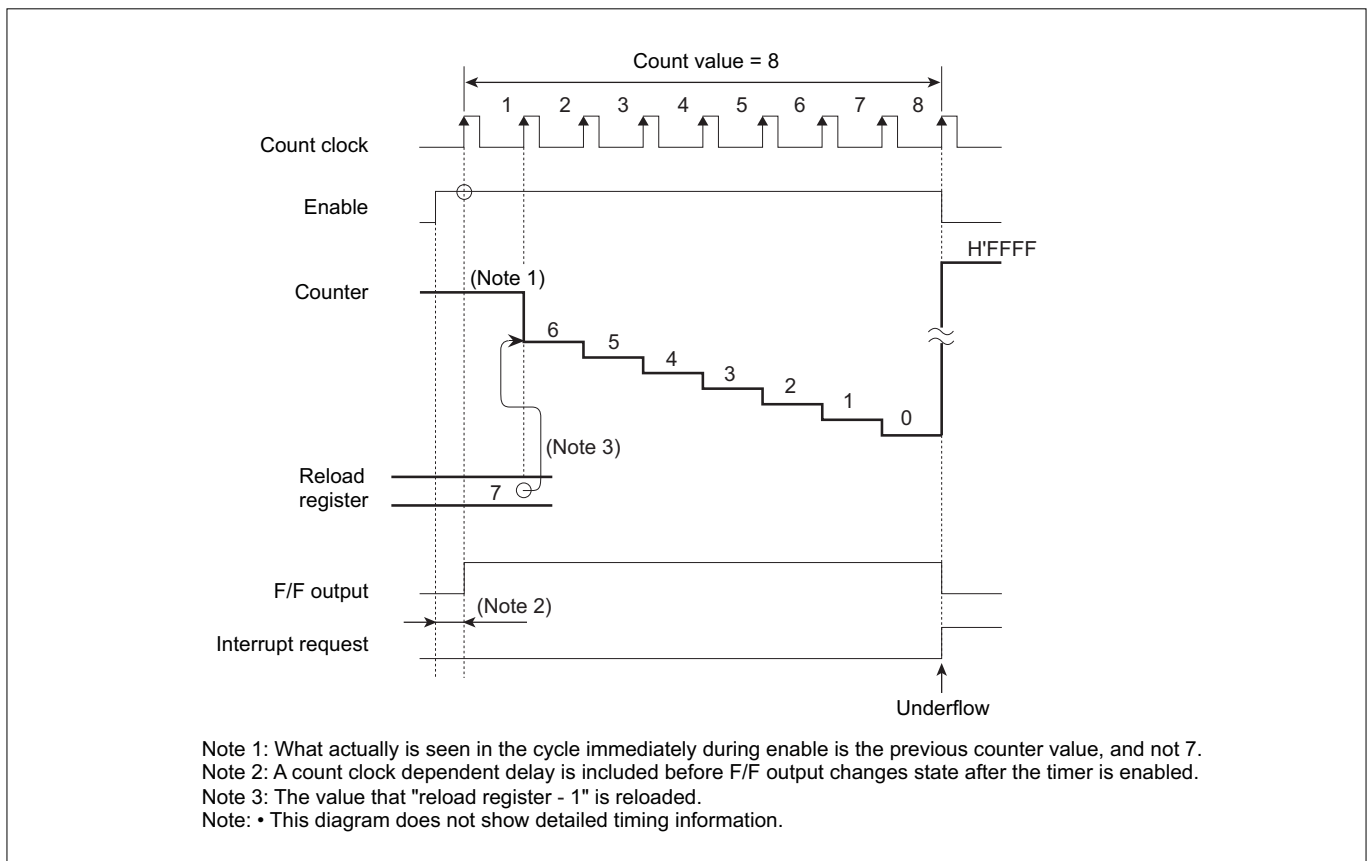 Count value = 8
1 2 3 4 5 6 7 8
Count clock
Enable
H'FFFF
(Note 1)
Counter
6
5
4
3
2
1
0
(Note 3)
Reload
register
7
F/F output
(Note 2)
Interrupt request
Underflow
Note 1: What actually is seen in the cycle immediately during enable is the previous counter value, and not 7.
Note 2: A count clock dependent delay is included before F/F output changes state after the timer is enabled.
Note 3: The value that "reload register - 1" is reloaded.
Note: • This diagram does not show detailed timing information.